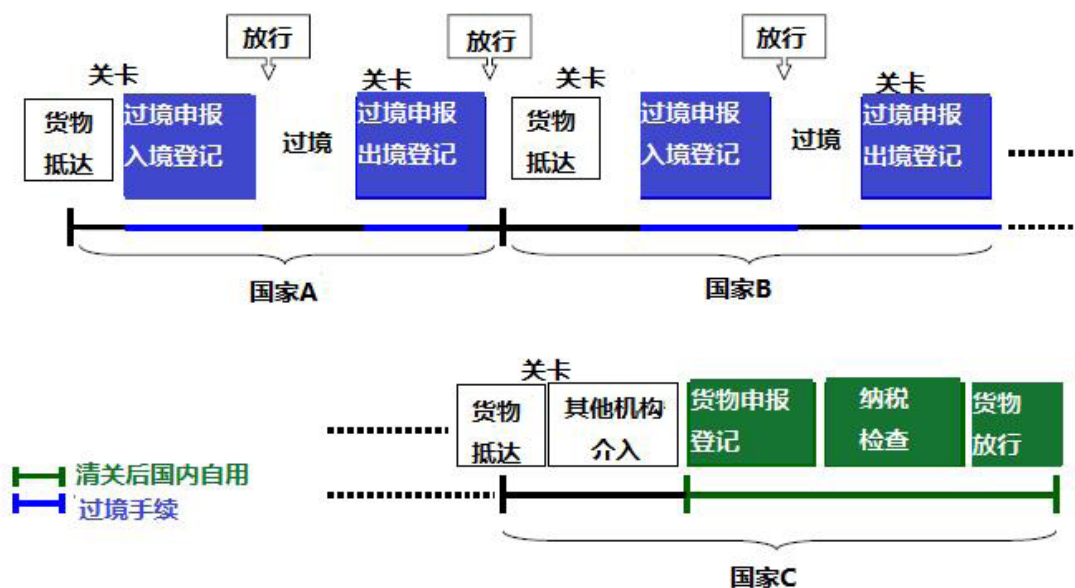 放行
放行
放行
关卡
关卡
关卡
关卡
货物
抵达
过境申报
入境登记
过境
过境申报
出境登记
货物
抵达
过境申报
入境登记
过境
过境申报
出境登记
国家A
国家B
关卡
货物
抵达
其他机构
介入
货物申报
登记
纳税
检查
货物
放行
清关后国内自用
过境手续
国家C